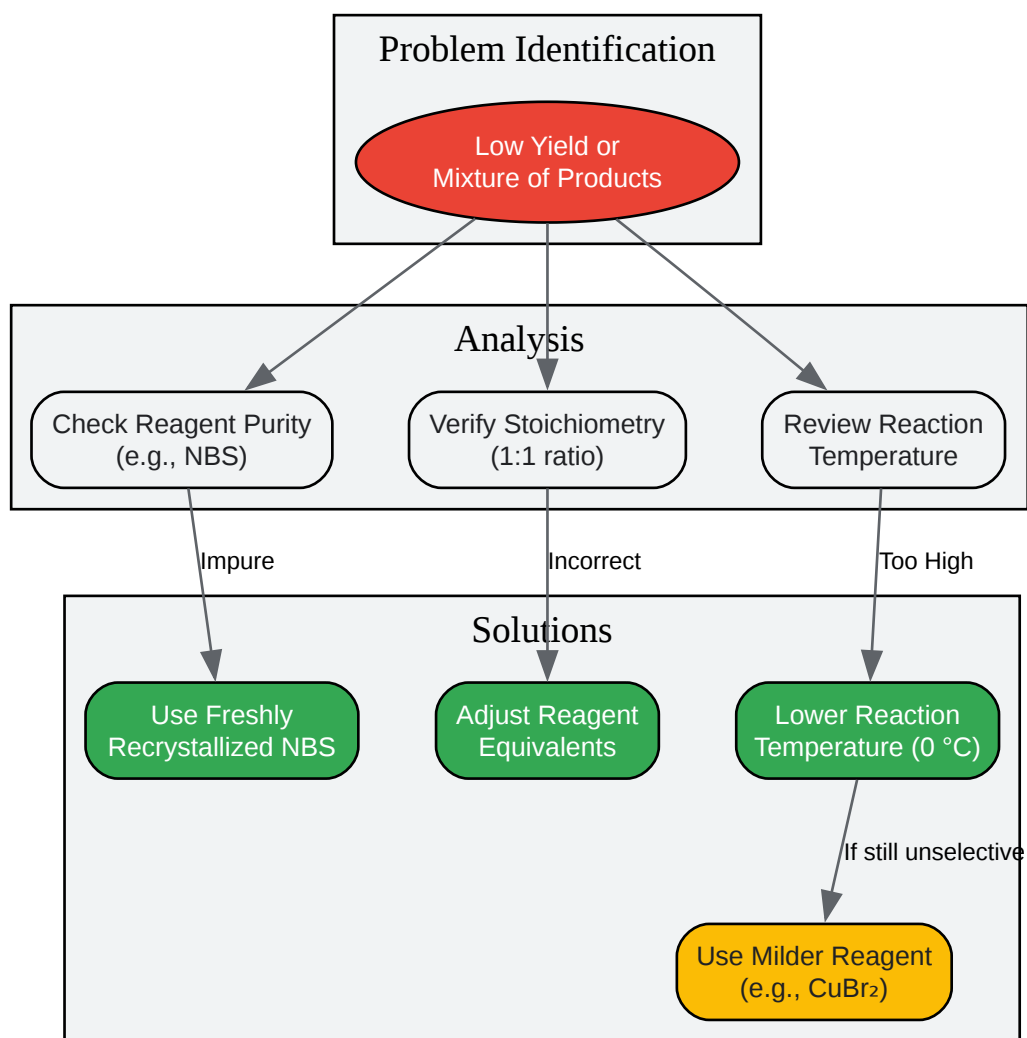 Problem Identification
Low Yield or
Mixture of Products
Analysis
Check Reagent Purity
(e.g., NBS)
Verify Stoichiometry
(1:1 ratio)
Review Reaction
Temperature
Impure
Incorrect
Too High
Solutions
Use Freshly
Recrystallized NBS
Adjust Reagent
Equivalents
Lower Reaction
Temperature (0 °C)
If still unselective
Use Milder Reagent
(e.g., CuBr₂)